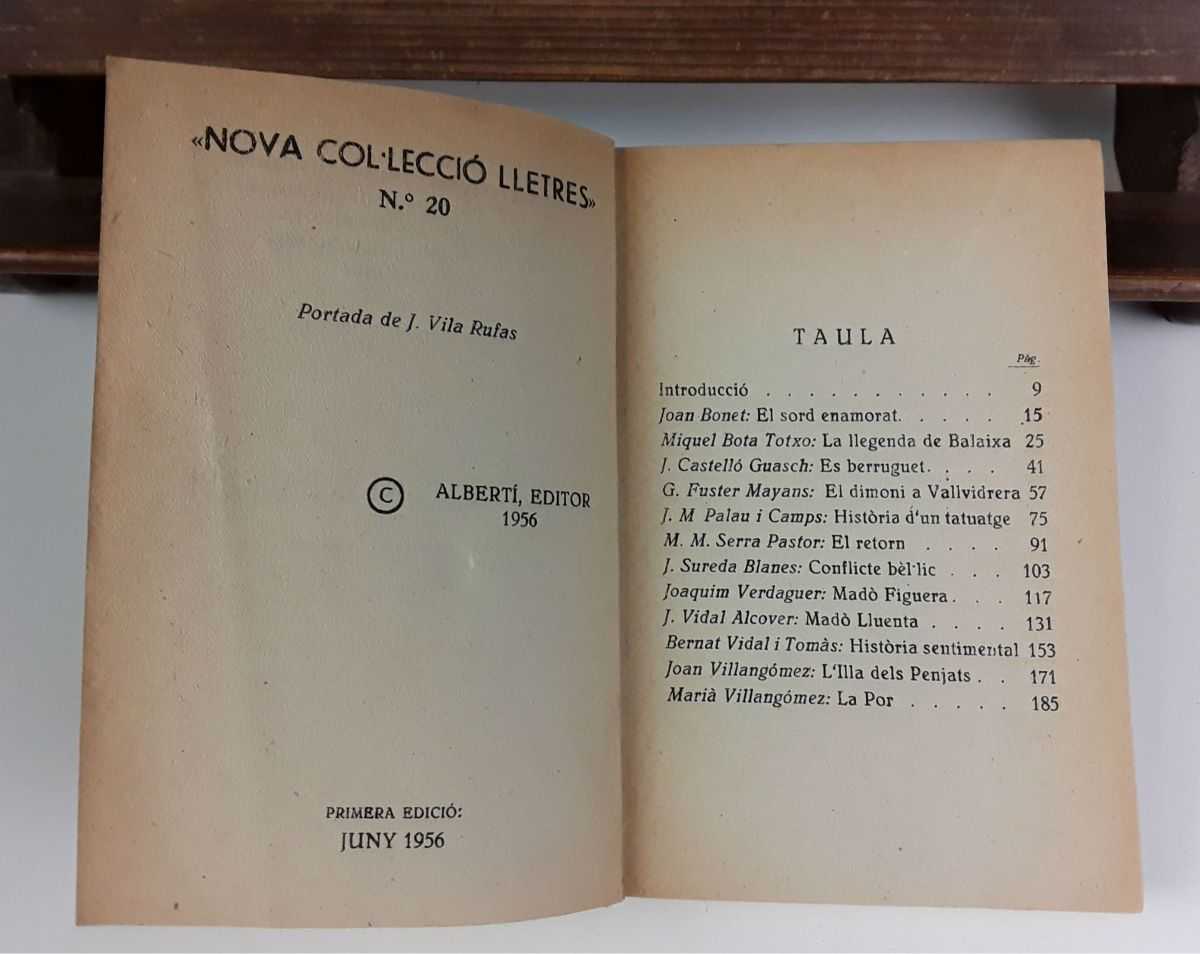 «NOVA COL·LECCIÓ LLETRES»
N.º 20
Portada de J. Vila Rufas
© ALBERTÍ, EDITOR
1956
PRIMERA EDICIÓ:
JUNY 1956
TAULA
Pàg.
Introducció . . . . . . . . . . . 9
Joan Bonet: El sord enamorat. . . . . 15
Miquel Bota Totxo: La llegenda de Balaixa 25
J. Castelló Guasch: Es berruguet. . . . 41
G. Fuster Mayans: El dimoni a Vallvidrera 57
J. M Palau i Camps: Història d'un tatuatge 75
M. M. Serra Pastor: El retorn . . . . 91
J. Sureda Blanes: Conflicte bèl·lic . . . 103
Joaquim Verdaguer: Madò Figuera . . . 117
J. Vidal Alcover: Madò Lluenta . . . . 131
Bernat Vidal i Tomàs: Història sentimental 153
Joan Villangómez: L'Illa dels Penjats . . 171
Marià Villangómez: La Por . . . . . 185